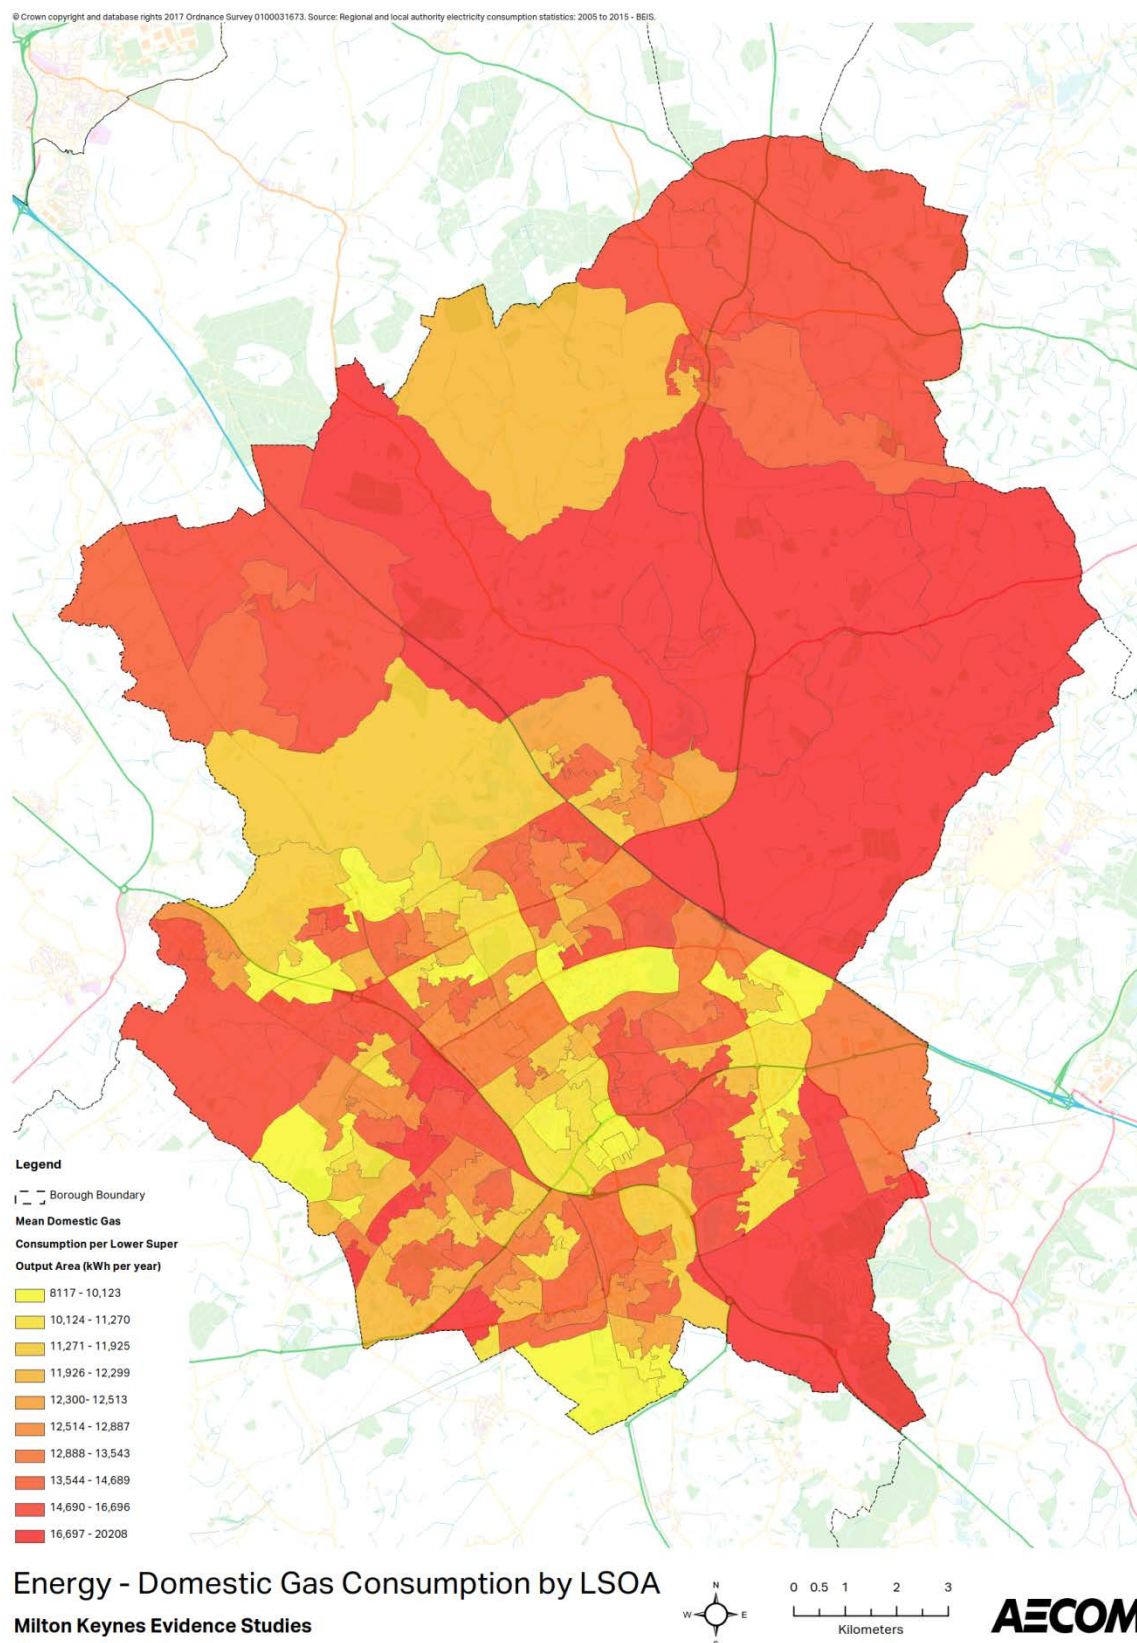 © Crown copyright and database rights 2017 Ordnance Survey 0100031673. Source: Regional and local authority electricity consumption statistics: 2005 to 2015 - BEIS.
Legend
Borough Boundary
Mean Domestic Gas
Consumption per Lower Super
Output Area (kWh per year)
8117 - 10,123
10,124 - 11,270
11,271 - 11,925
11,926 - 12,299
12,300- 12,513
12,514 - 12,887
12,888 - 13,543
13,544 - 14,689
14,690 - 16,696
16,697 - 20208
Energy - Domestic Gas Consumption by LSOA
Milton Keynes Evidence Studies
N
W
E
0 0.5 1 2 3
Kilometers
AECOM